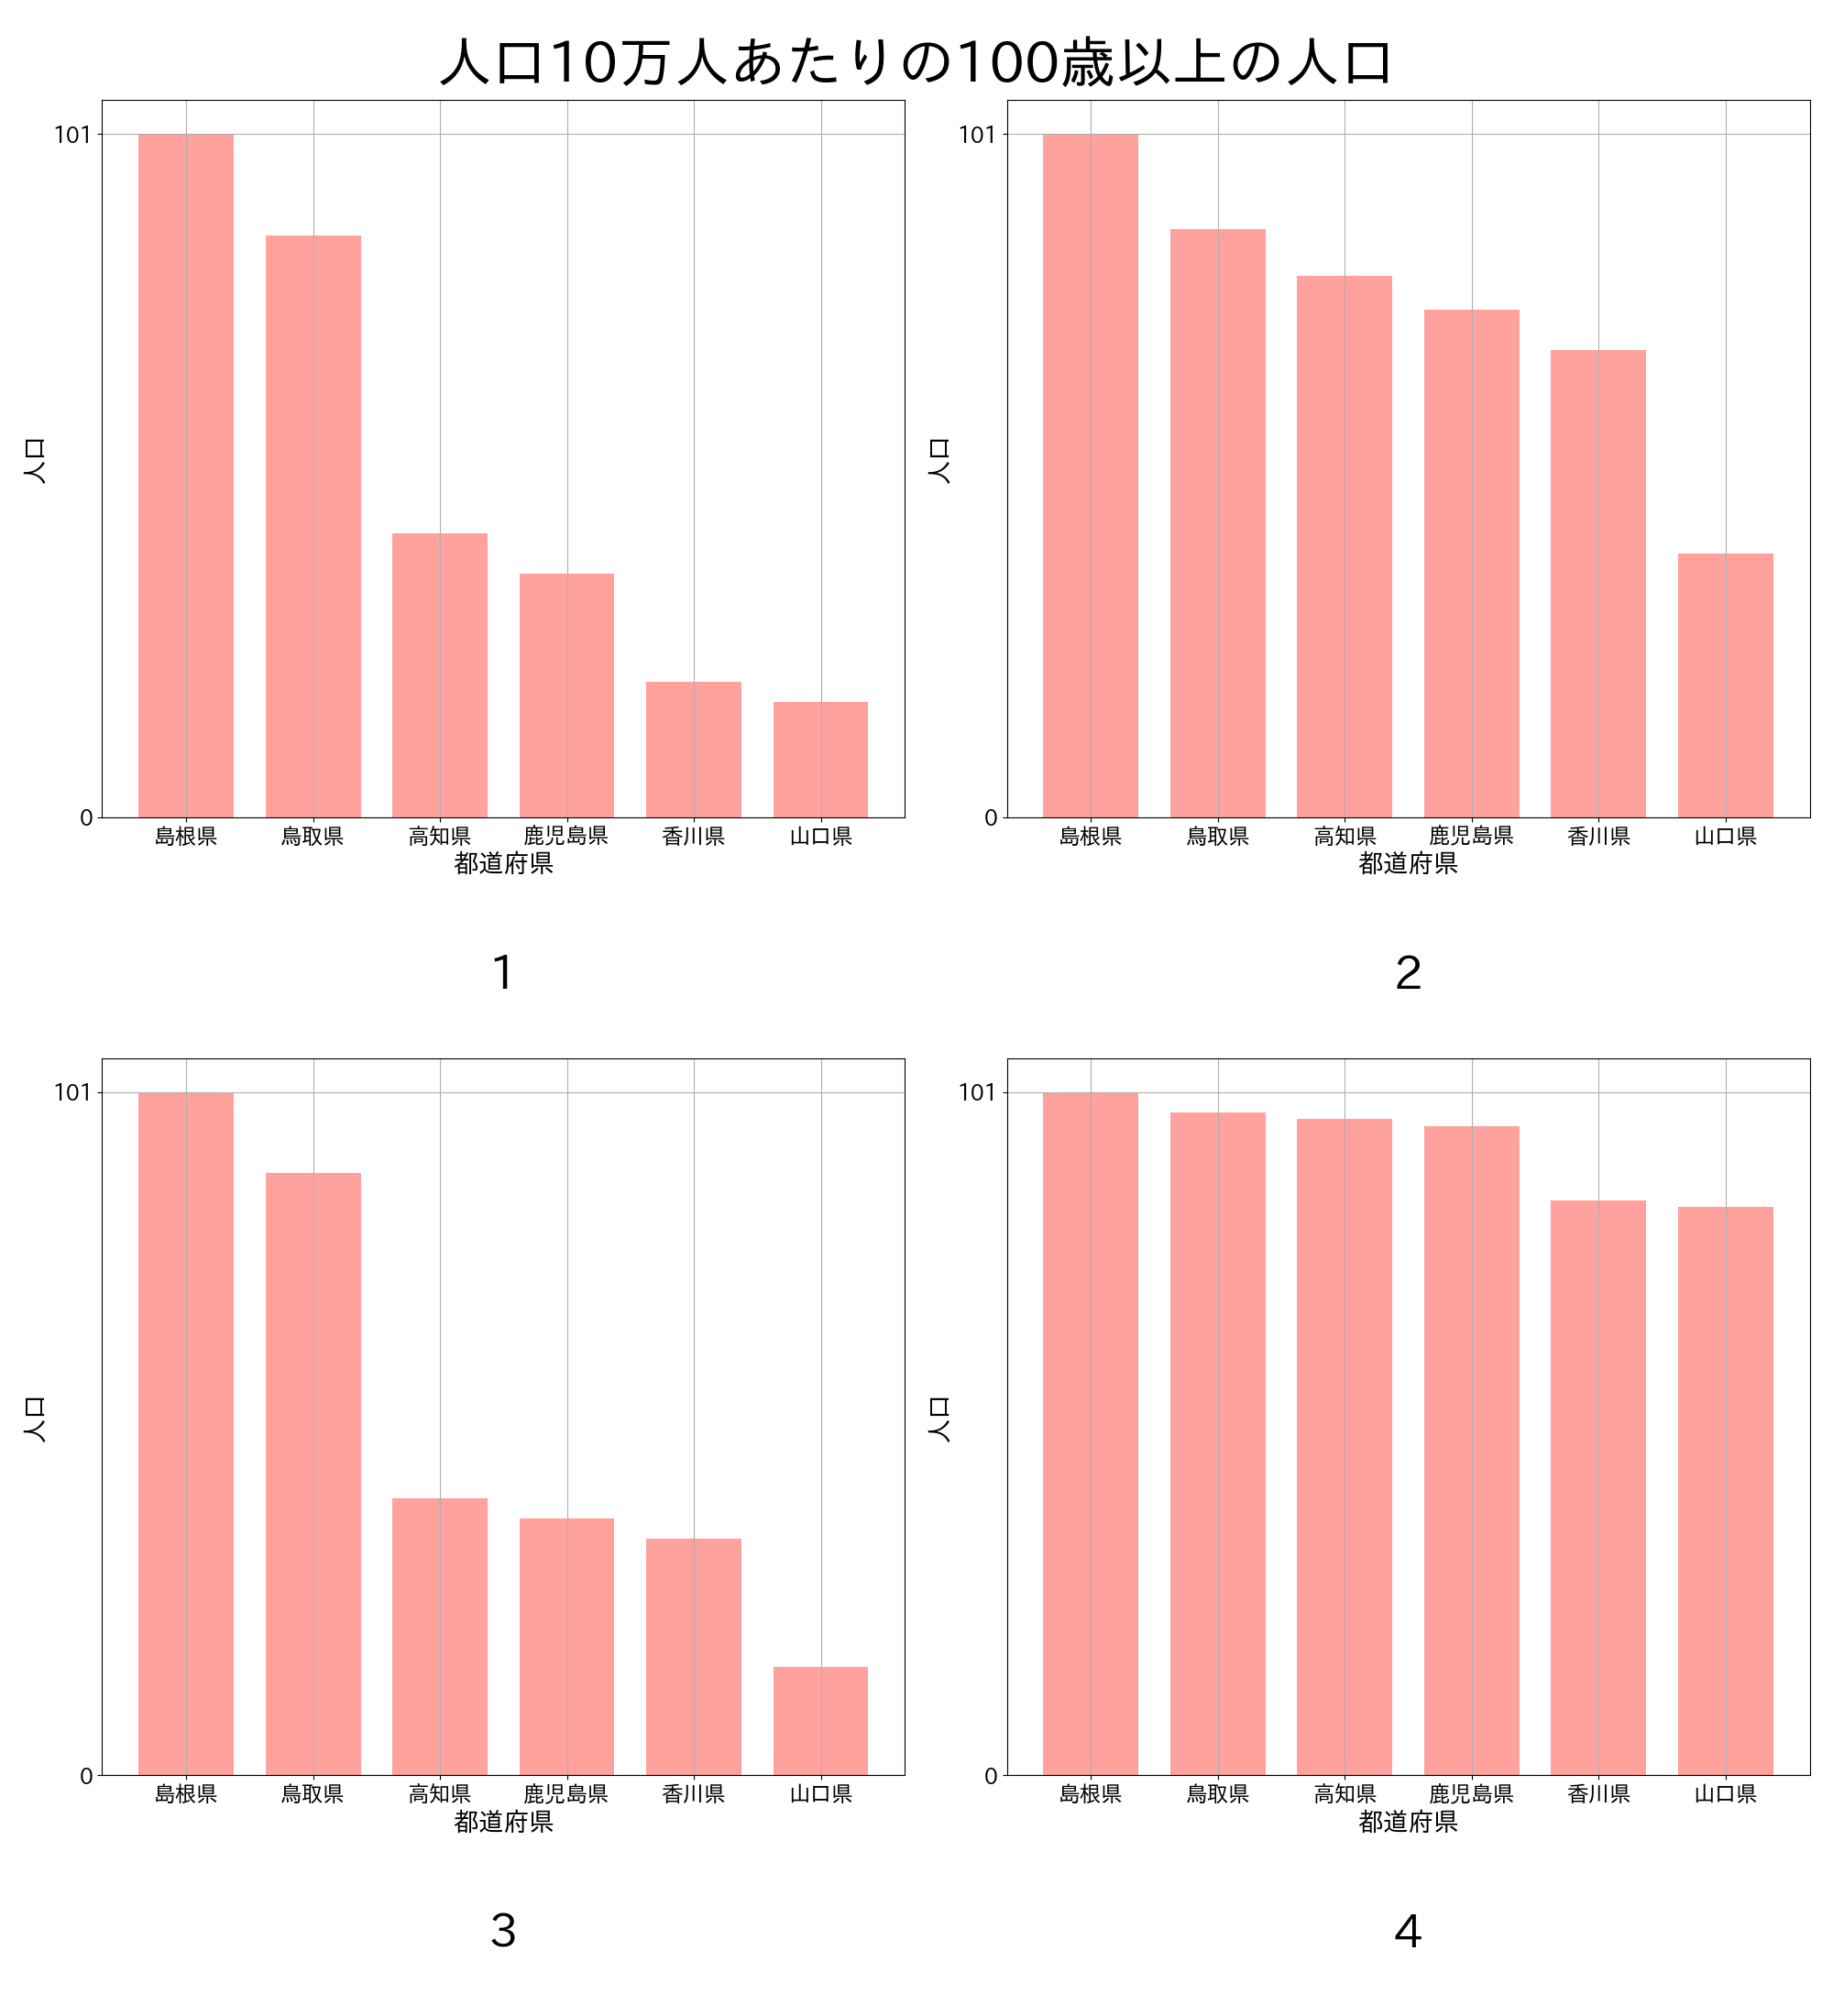 人口10万人あたりの100歳以上の人口
101
0
人口
島根県 鳥取県 高知県 鹿児島県 香川県 山口県
都道府県
1
101
0
人口
島根県 鳥取県 高知県 鹿児島県 香川県 山口県
都道府県
2
101
0
人口
島根県 鳥取県 高知県 鹿児島県 香川県 山口県
都道府県
3
101
0
人口
島根県 鳥取県 高知県 鹿児島県 香川県 山口県
都道府県
4